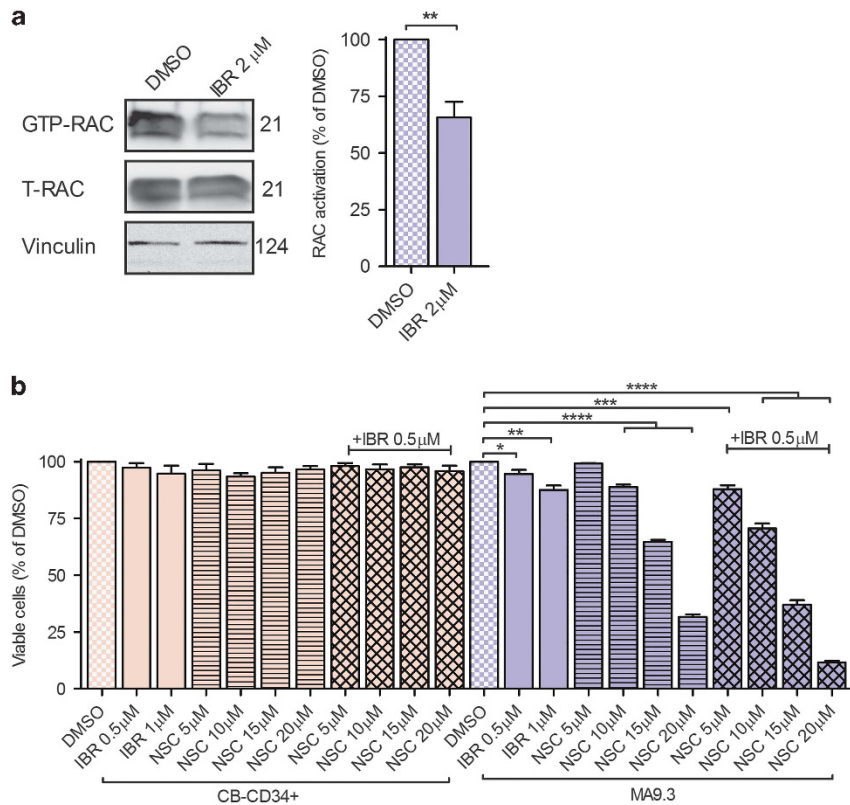 a
DMSO
IBR 2 μM
GTP-RAC
21
T-RAC
21
Vinculin
124
**
RAC activation (% of DMSO)
100
75
50
25
0
DMSO
IBR 2μM
b
****
***
****
**
*
+IBR 0.5μM
+IBR 0.5μM
Viable cells (% of DMSO)
100
75
50
25
0
DMSO
IBR 0.5μM
IBR 1μM
NSC 5μM
NSC 10μM
NSC 15μM
NSC 20μM
NSC 5μM
NSC 10μM
NSC 15μM
NSC 20μM
DMSO
IBR 0.5μM
IBR 1μM
NSC 5μM
NSC 10μM
NSC 15μM
NSC 20μM
NSC 5μM
NSC 10μM
NSC 15μM
NSC 20μM
CB-CD34+
MA9.3